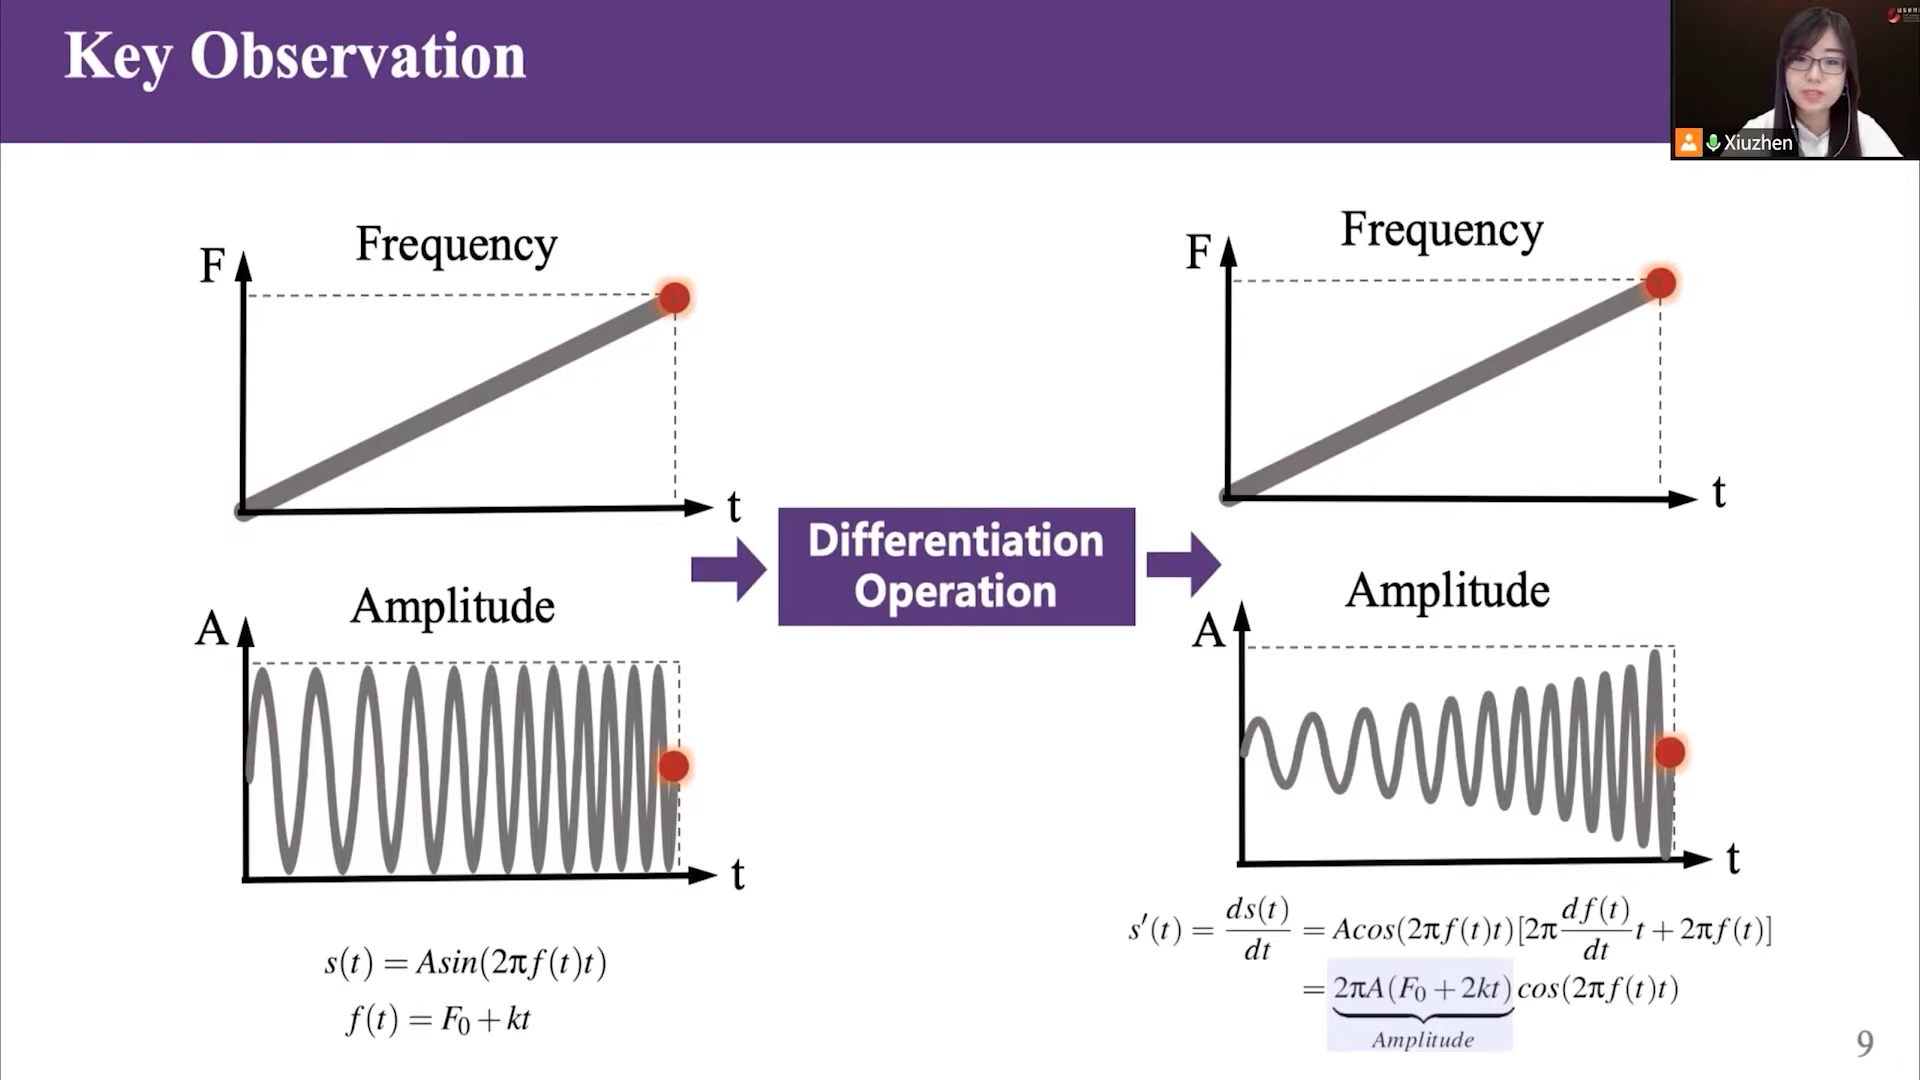 Key Observation
usen
Xiuzhen
Frequency
F
t
Amplitude
A
t
s(t) = Asin(2πf(t)t)
f(t) = F₀ + kt
Differentiation
Operation
Frequency
F
t
Amplitude
A
t
s′(t) = ds(t)/dt = Acos(2πf(t)t)[2π df(t)/dt t + 2πf(t)]
= 2πA(F₀ + 2kt) cos(2πf(t)t)
Amplitude
9